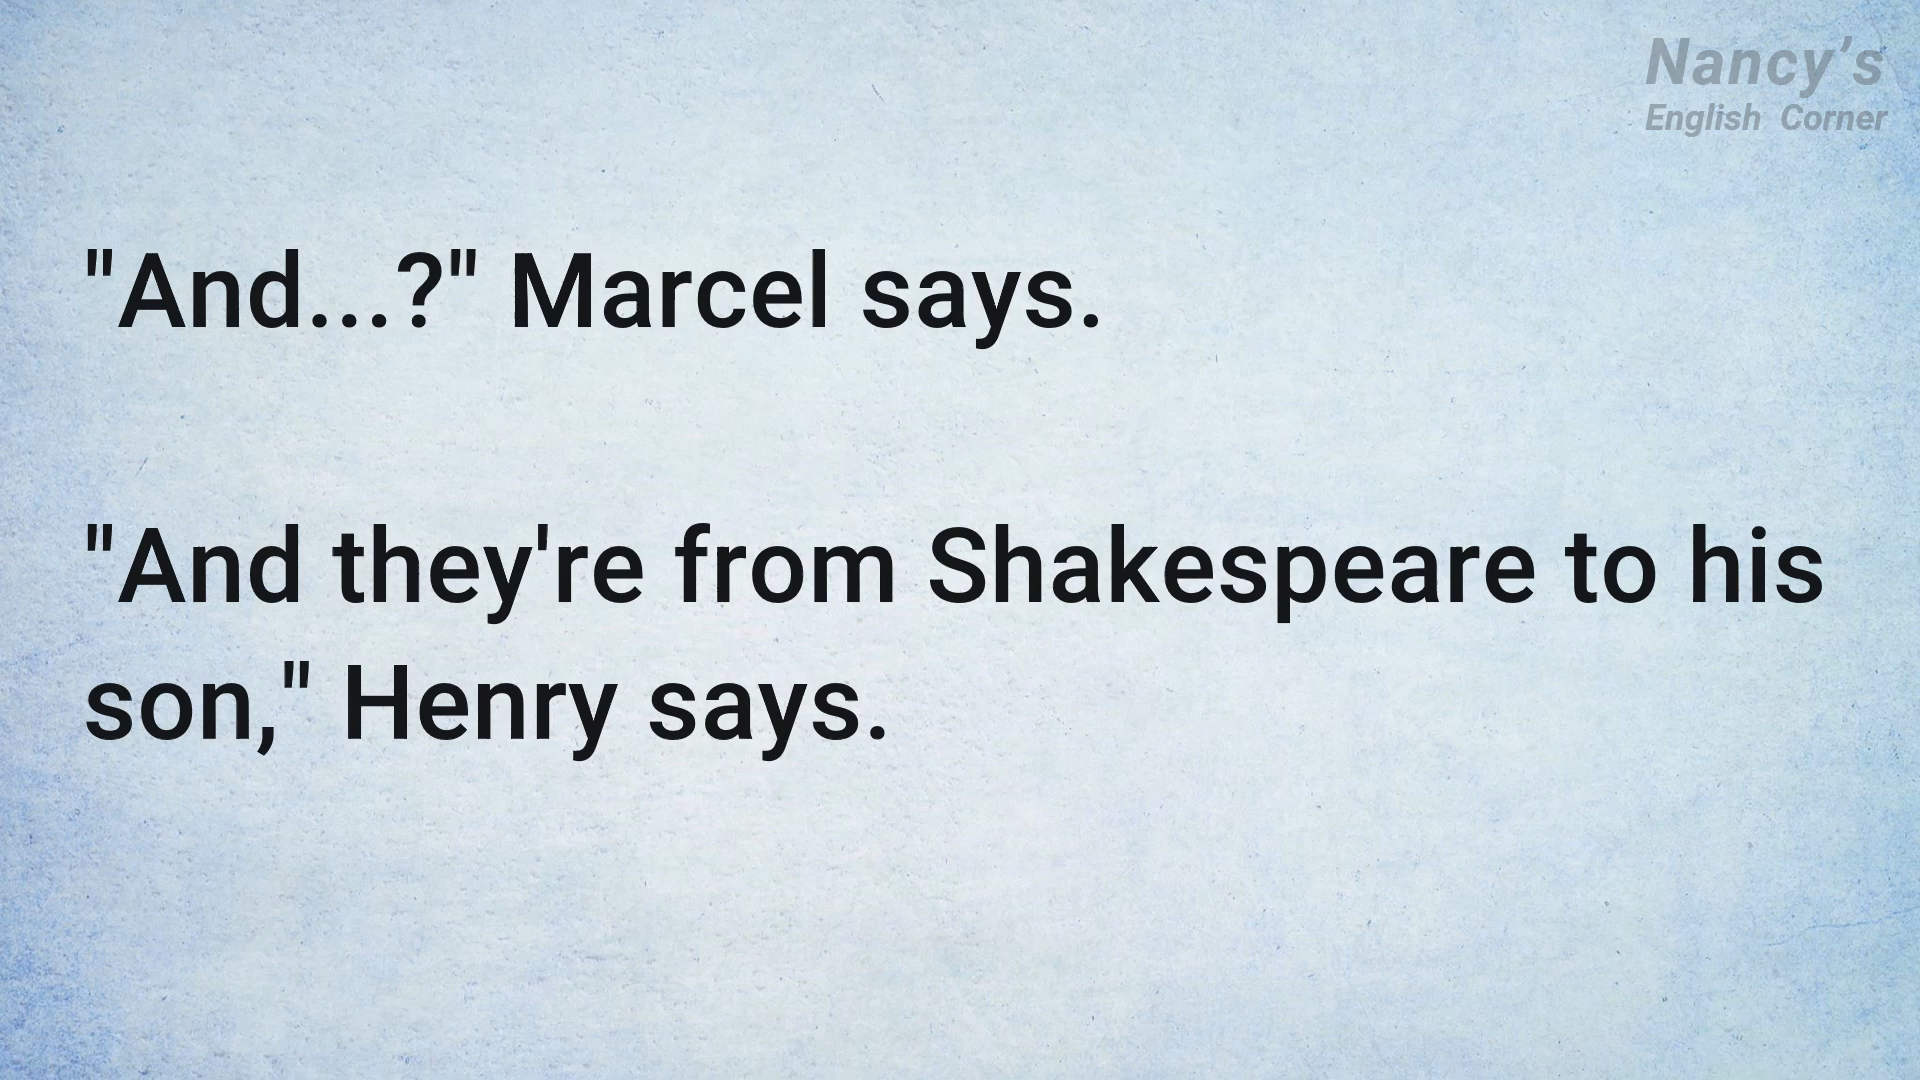 Nancy’s
English Corner
"And...?" Marcel says.
"And they're from Shakespeare to his
son," Henry says.